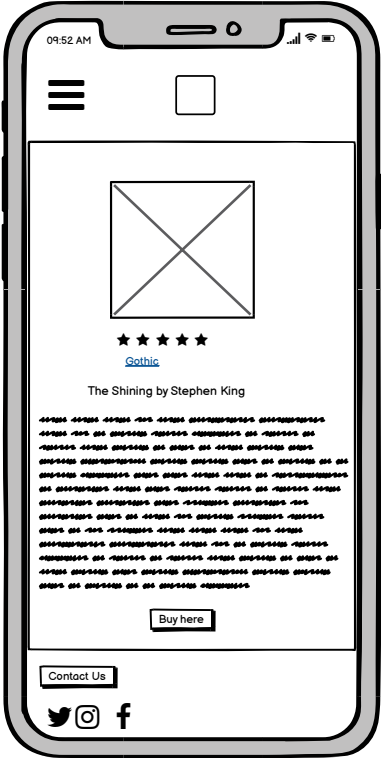 09:52 AM
Gothic
The Shining by Stephen King
Buy here
Contact Us